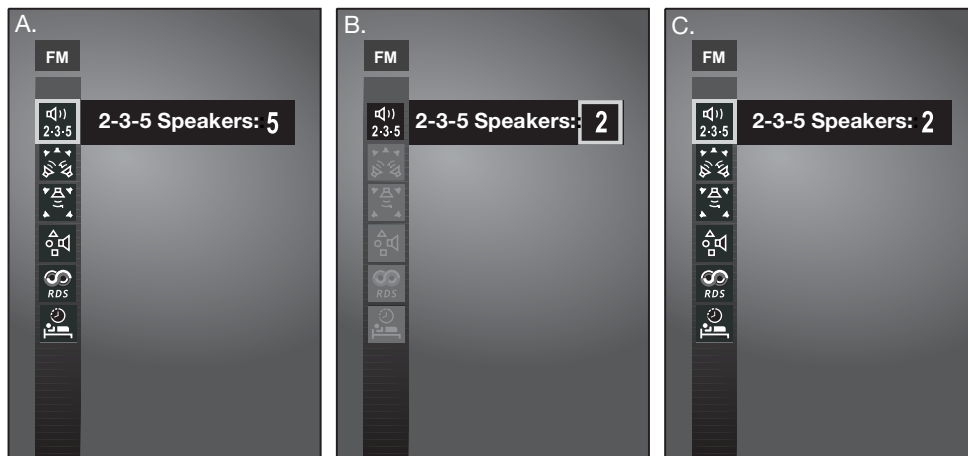 A.
FM
2-3-5
2-3-5 Speakers:: 5
RDS
B.
FM
2-3-5
2-3-5 Speakers:: 2
RDS
C.
FM
2-3-5
2-3-5 Speakers:: 2
RDS